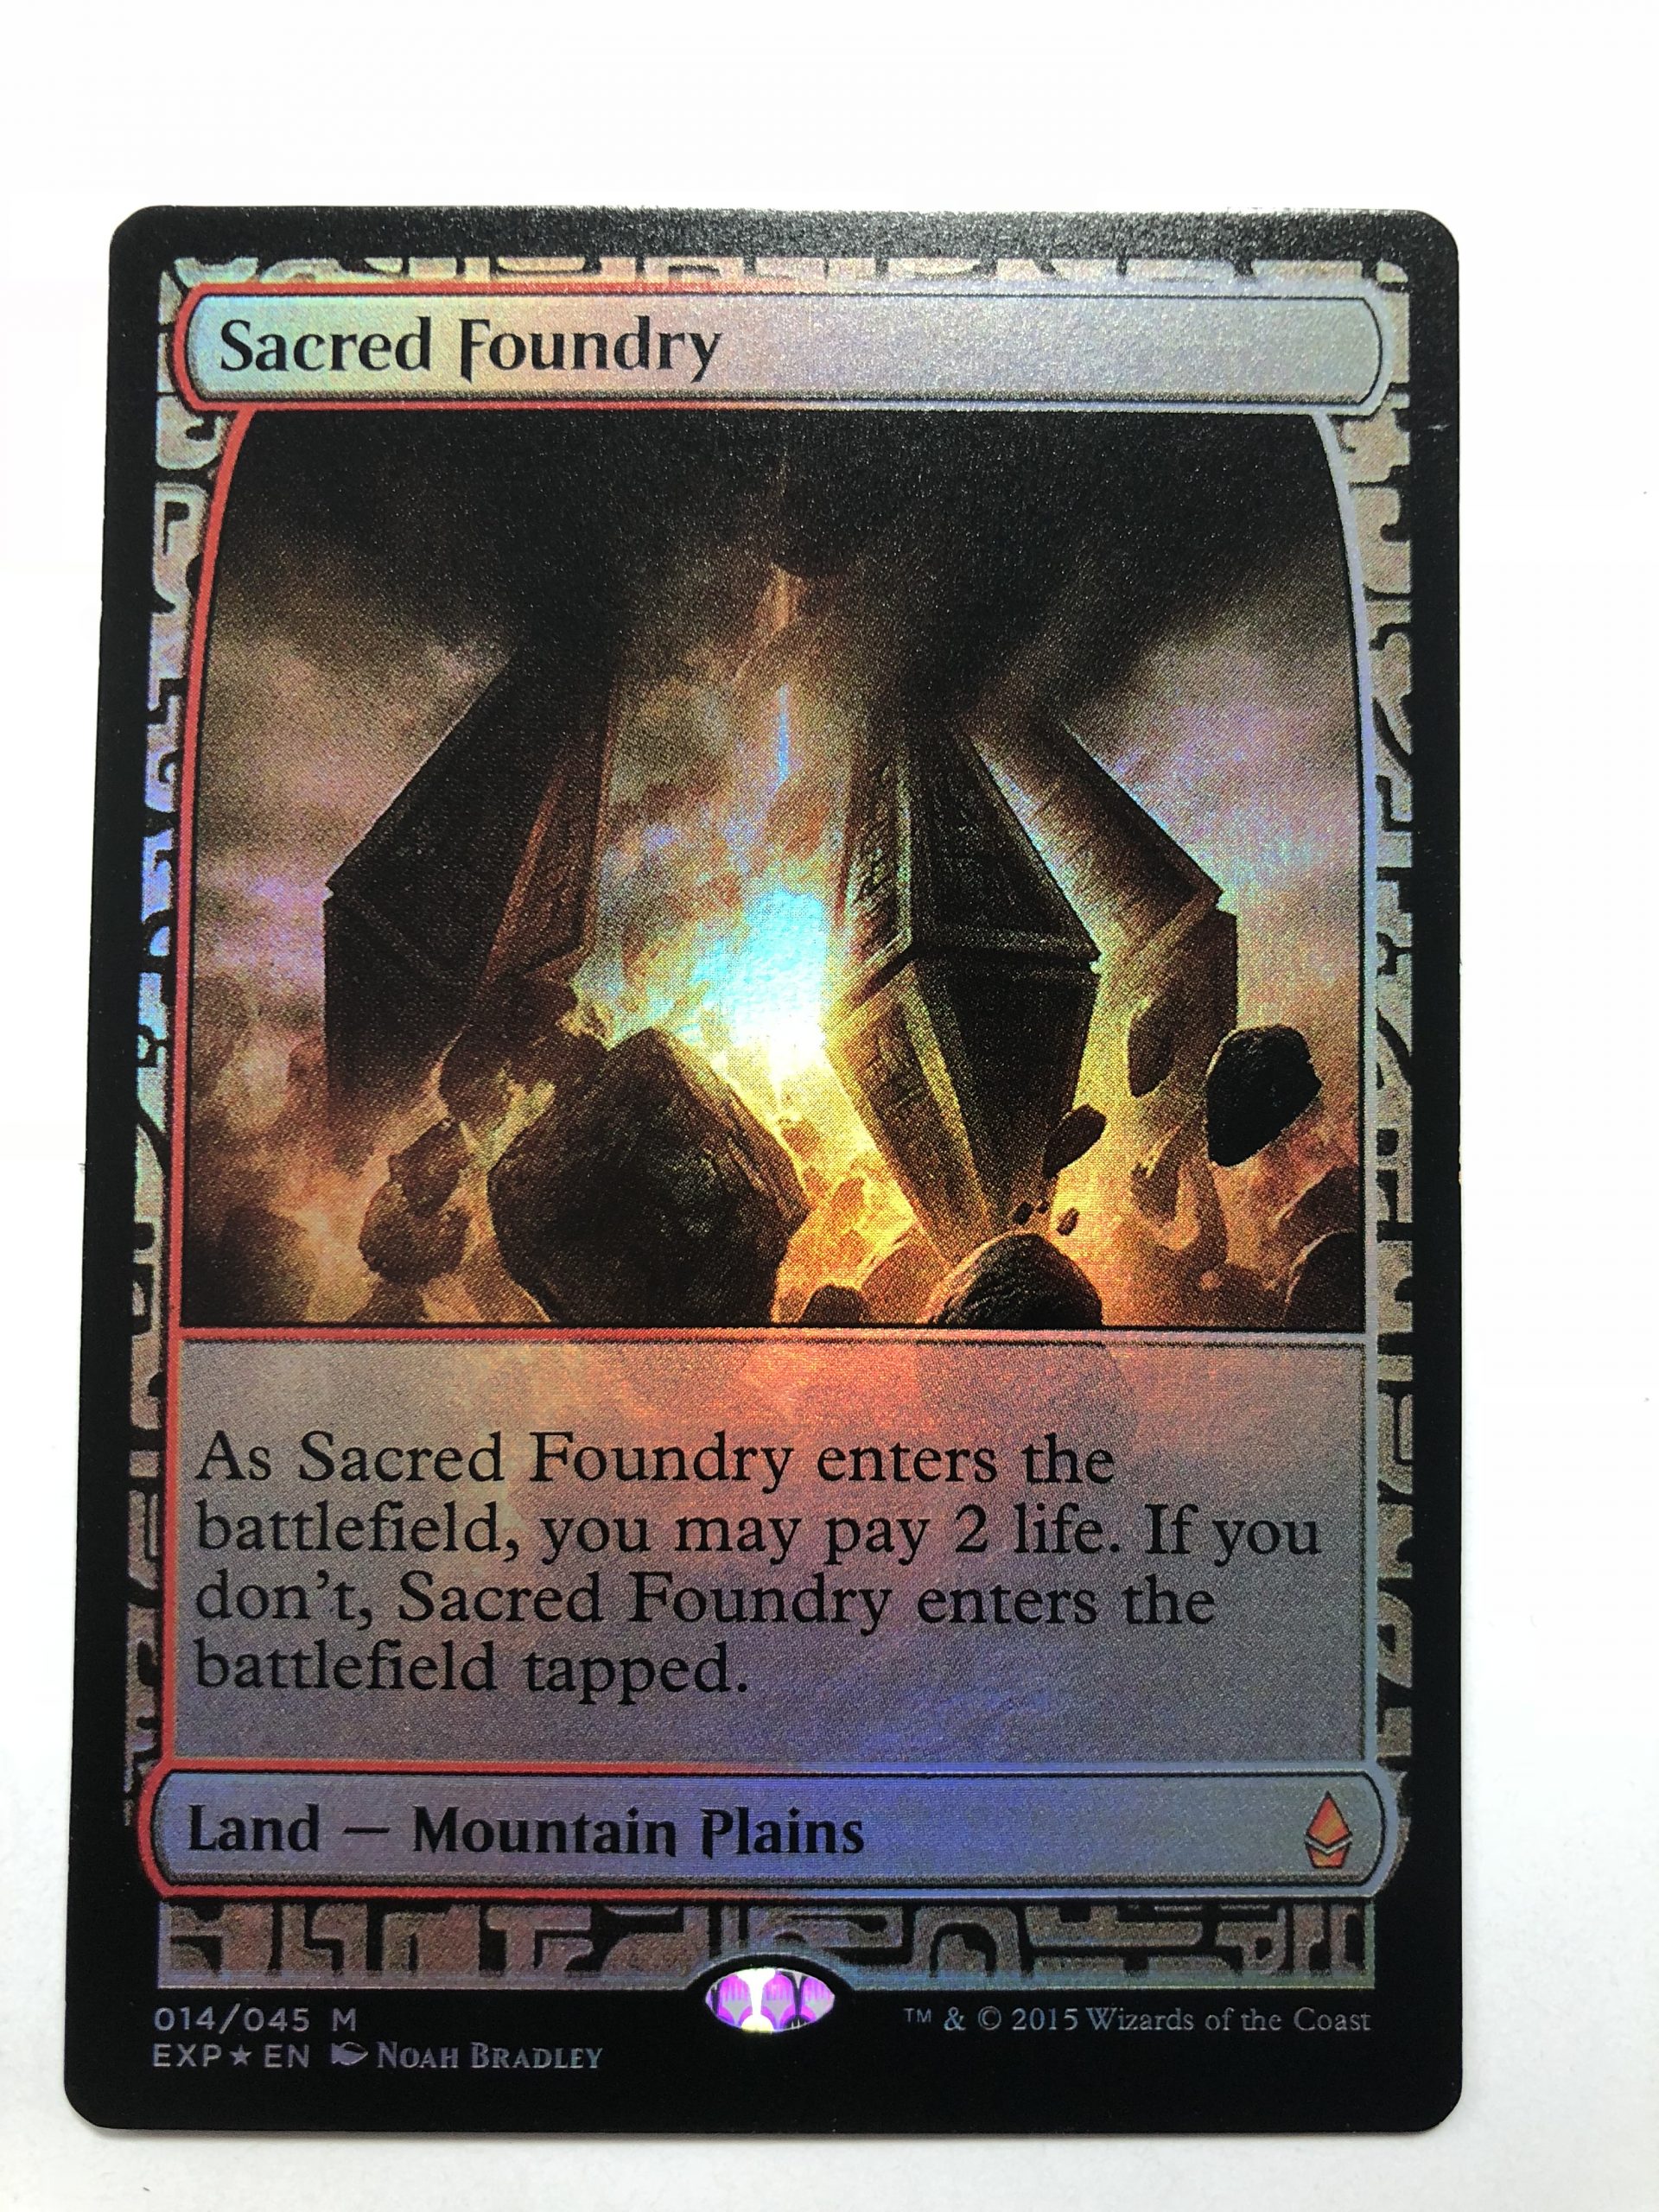 Sacred Foundry
As Sacred Foundry enters the
battlefield, you may pay 2 life. If you
don't, Sacred Foundry enters the
battlefield tapped.
Land — Mountain Plains
014/045 M
EXP★EN NOAH BRADLEY
™ & © 2015 Wizards of the Coast